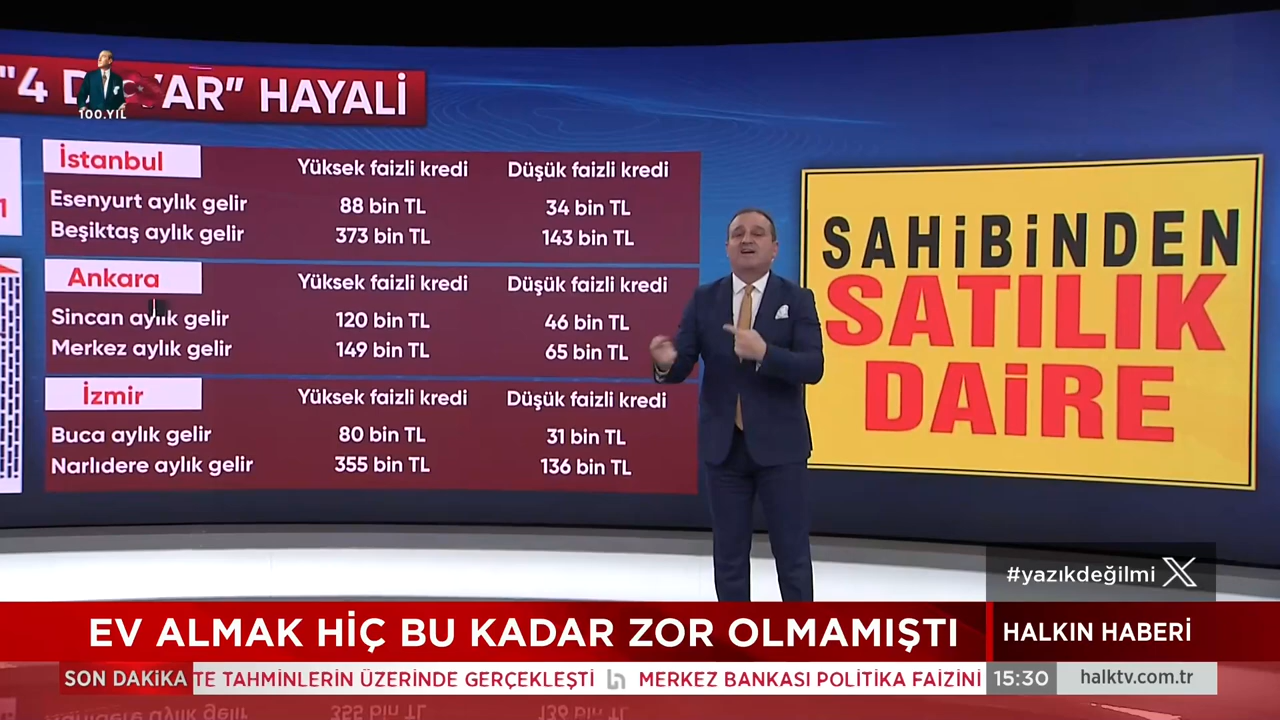 "4 DUVAR” HAYALİ
100.YIL
1
İstanbul Yüksek faizli kredi Düşük faizli kredi
Esenyurt aylık gelir 88 bin TL 34 bin TL
Beşiktaş aylık gelir 373 bin TL 143 bin TL
Ankara Yüksek faizli kredi Düşük faizli kredi
Sincan aylık gelir 120 bin TL 46 bin TL
Merkez aylık gelir 149 bin TL 65 bin TL
İzmir Yüksek faizli kredi Düşük faizli kredi
Buca aylık gelir 80 bin TL 31 bin TL
Narlıdere aylık gelir 355 bin TL 136 bin TL
SAHİBİNDEN
SATILIK
DAİRE
#yazıkdeğilmi X
EV ALMAK HİÇ BU KADAR ZOR OLMAMIŞTI
HALKIN HABERİ
SON DAKİKA TE TAHMİNLERİN ÜZERİNDE GERÇEKLEŞTİ h MERKEZ BANKASI POLİTİKA FAİZİNİ 15:30 halktv.com.tr